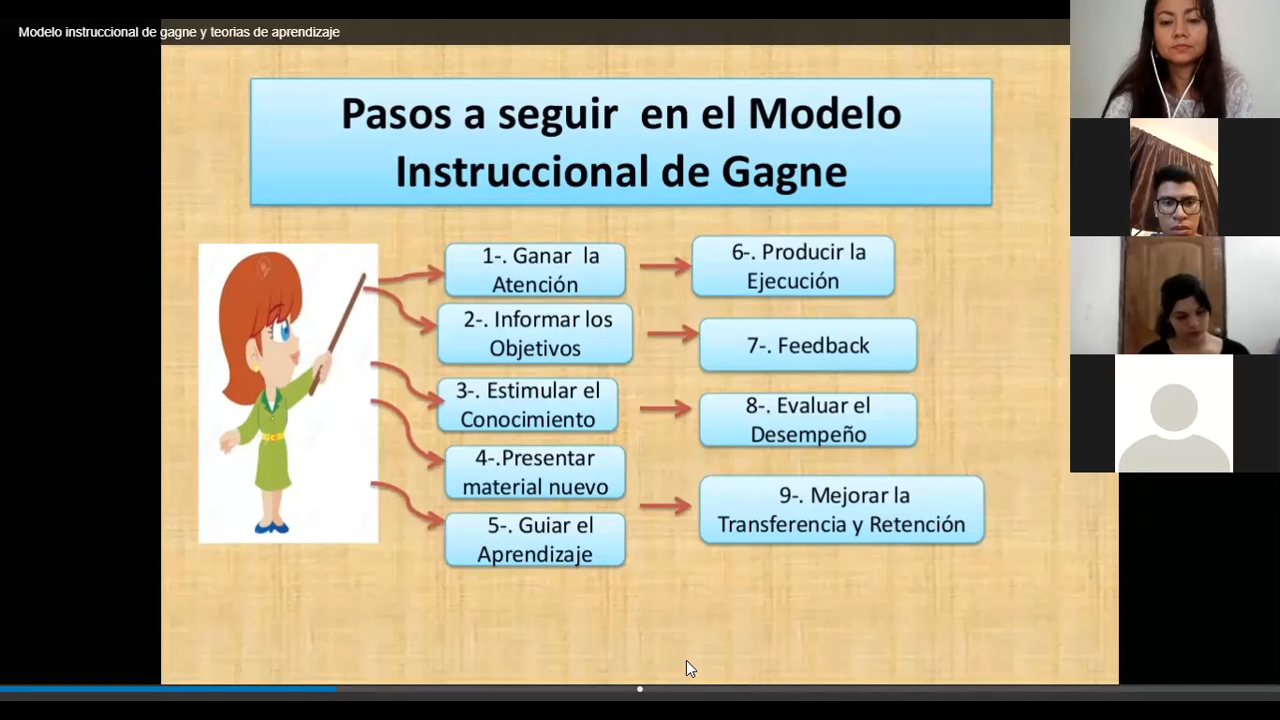 Modelo instruccional de gagne y teorias de aprendizaje
Pasos a seguir en el Modelo
Instruccional de Gagne
1-. Ganar la
Atención
2-. Informar los
Objetivos
3-. Estimular el
Conocimiento
4-.Presentar
material nuevo
5-. Guiar el
Aprendizaje
6-. Producir la
Ejecución
7-. Feedback
8-. Evaluar el
Desempeño
9-. Mejorar la
Transferencia y Retención